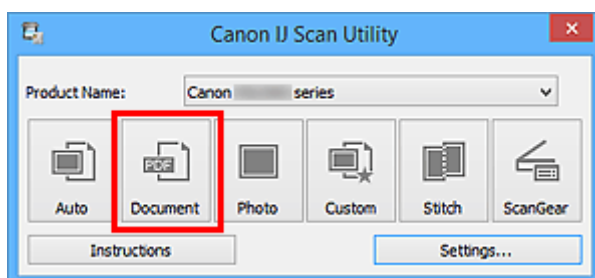 Canon IJ Scan Utility
Product Name: Canon series
PDF
Auto Document Photo Custom Stitch ScanGear
Instructions Settings...